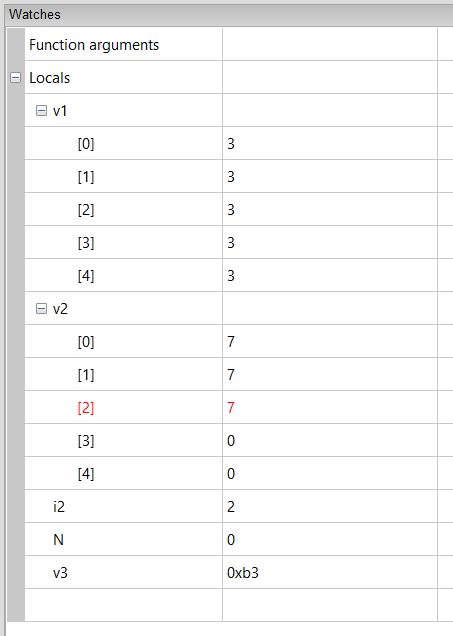 Watches
Function arguments
Locals
v1
[0] 3
[1] 3
[2] 3
[3] 3
[4] 3
v2
[0] 7
[1] 7
[2] 7
[3] 0
[4] 0
i2 2
N 0
v3 0xb3